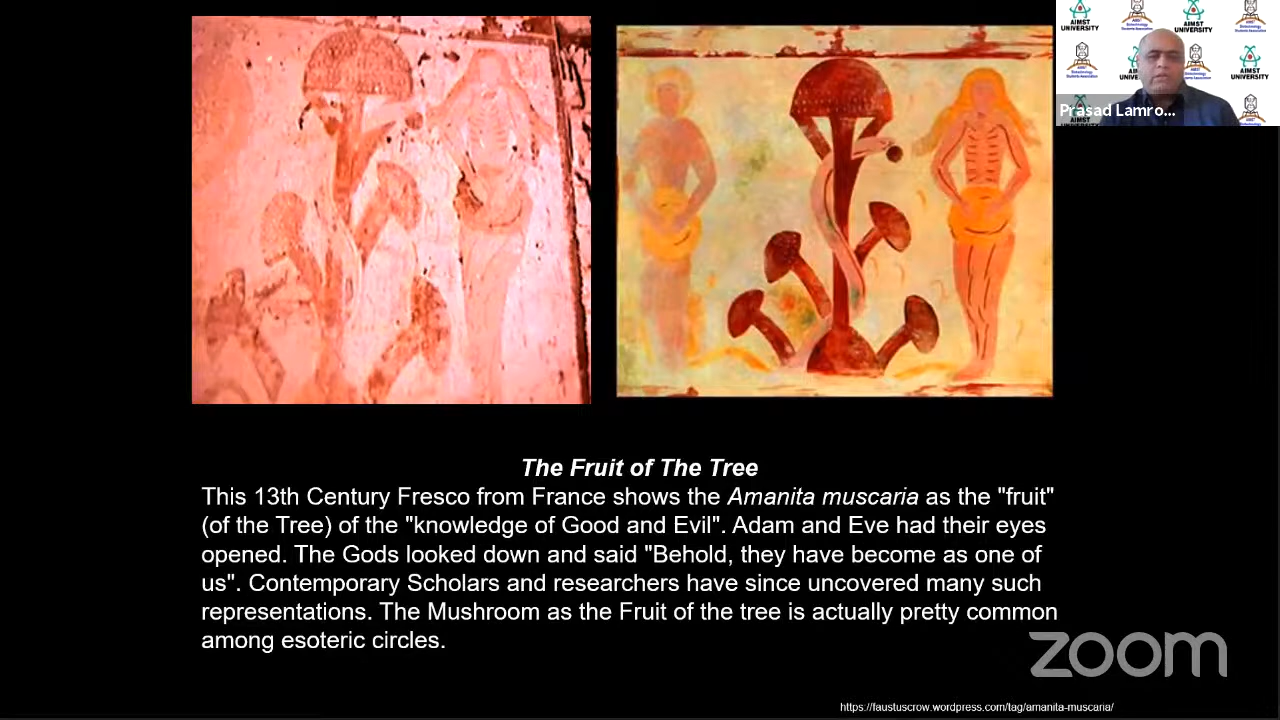 AIMST
UNIVERSITY
AIMST
UNIVERSITY
AIMST
UNIVERSITY
Prasad Lamro...
The Fruit of The Tree
This 13th Century Fresco from France shows the Amanita muscaria as the "fruit"
(of the Tree) of the "knowledge of Good and Evil". Adam and Eve had their eyes
opened. The Gods looked down and said "Behold, they have become as one of
us". Contemporary Scholars and researchers have since uncovered many such
representations. The Mushroom as the Fruit of the tree is actually pretty common
among esoteric circles.
zoom
https://faustuscrow.wordpress.com/tag/amanita-muscaria/